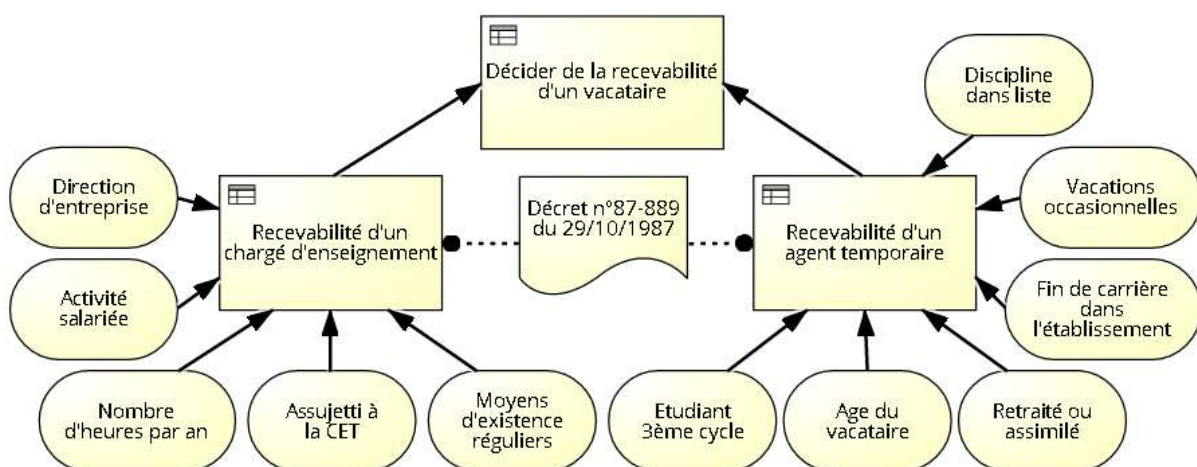 Décider de la recevabilité
d'un vacataire
Discipline
dans liste
Direction
d'entreprise
Recevabilité d'un
chargé d'enseignement
Décret n°87-889
du 29/10/1987
Recevabilité d'un
agent temporaire
Vacations
occasionnelles
Activité
salariée
Fin de carrière
dans
l'établissement
Nombre
d'heures par an
Assujetti à
la CET
Moyens
d'existence
réguliers
Etudiant
3ème cycle
Age du
vacataire
Retraité ou
assimilé